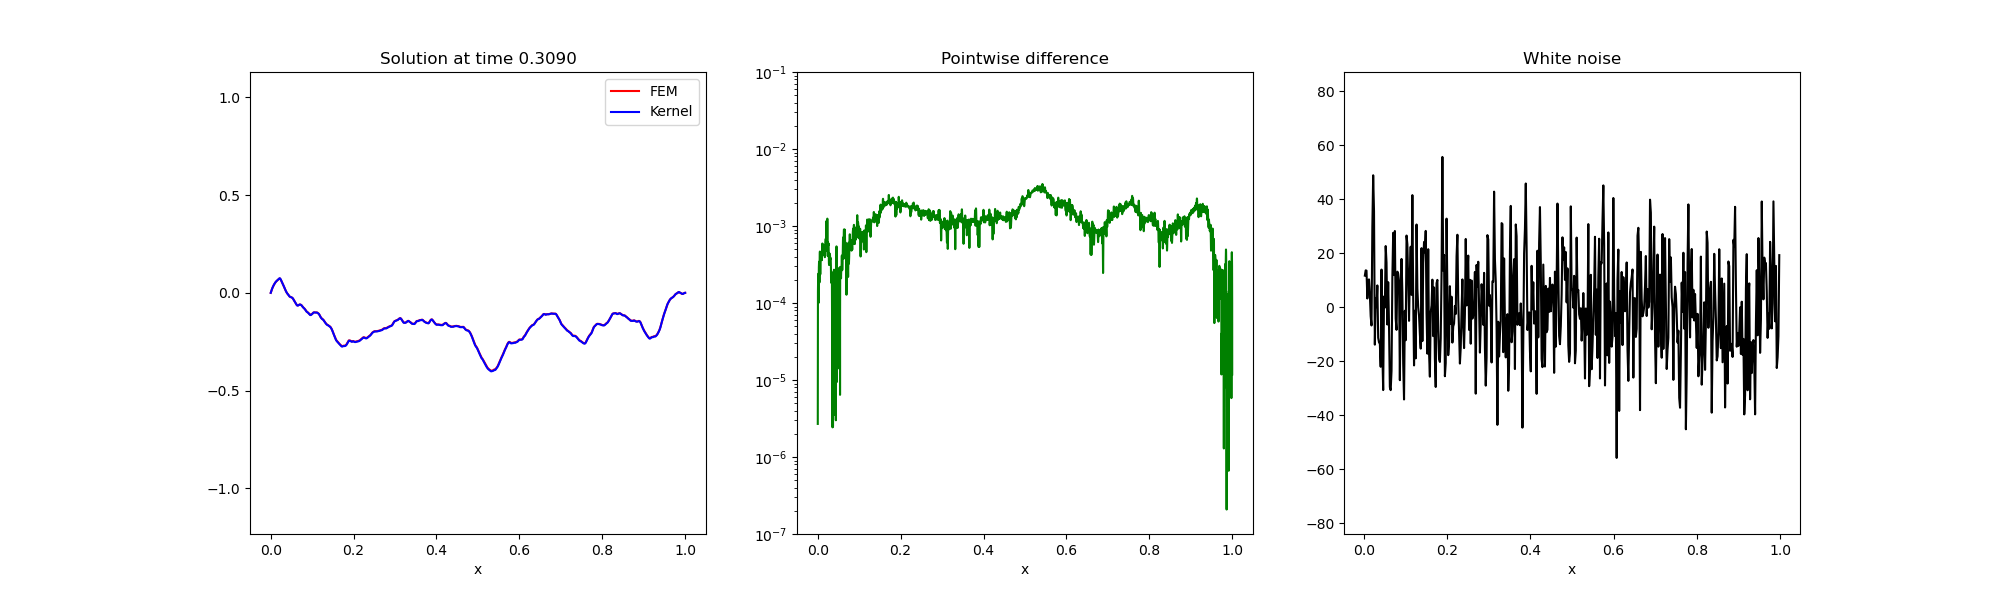 Solution at time 0.3090
1.0
0.5
0.0
−0.5
−1.0
0.0 0.2 0.4 0.6 0.8 1.0
x
FEM
Kernel
Pointwise difference
10⁻¹
10⁻²
10⁻³
10⁻⁴
10⁻⁵
10⁻⁶
10⁻⁷
0.0 0.2 0.4 0.6 0.8 1.0
x
White noise
80
60
40
20
0
−20
−40
−60
−80
0.0 0.2 0.4 0.6 0.8 1.0
x